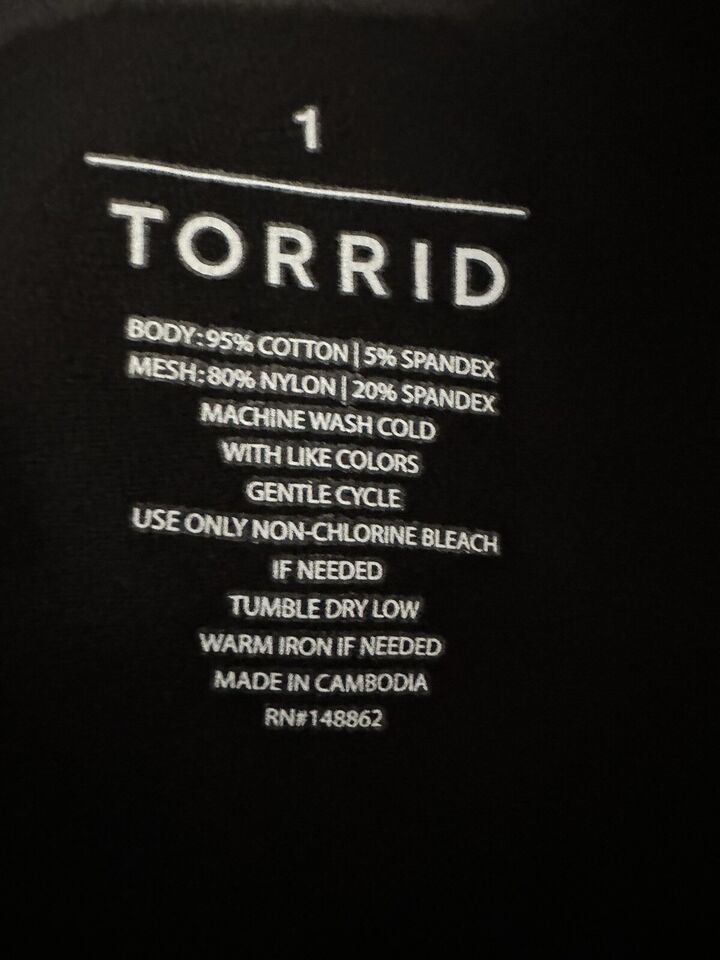 1
TORRID
BODY: 95% COTTON | 5% SPANDEX
MESH: 80% NYLON | 20% SPANDEX
MACHINE WASH COLD
WITH LIKE COLORS
GENTLE CYCLE
USE ONLY NON-CHLORINE BLEACH
IF NEEDED
TUMBLE DRY LOW
WARM IRON IF NEEDED
MADE IN CAMBODIA
RN#148862